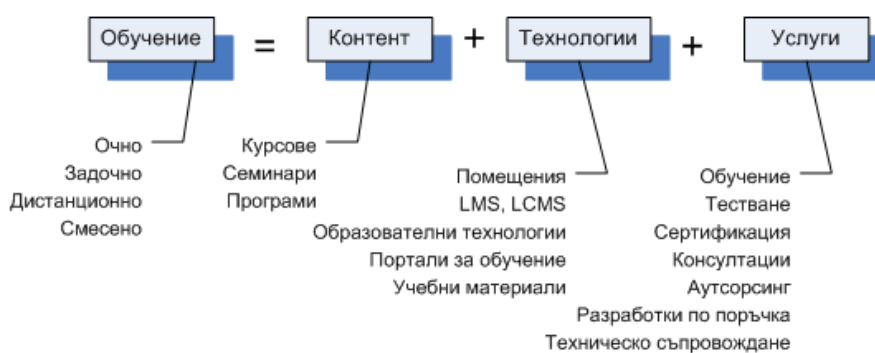 Обучение = Контент + Технологии + Услуги
Очно
Задочно
Дистанционно
Смесено
Курсове
Семинари
Програми
Помещения
LMS, LCMS
Образователни технологии
Портали за обучение
Учебни материали
Обучение
Тестване
Сертификация
Консултации
Аутсорсинг
Разработки по поръчка
Техническо съпровождане